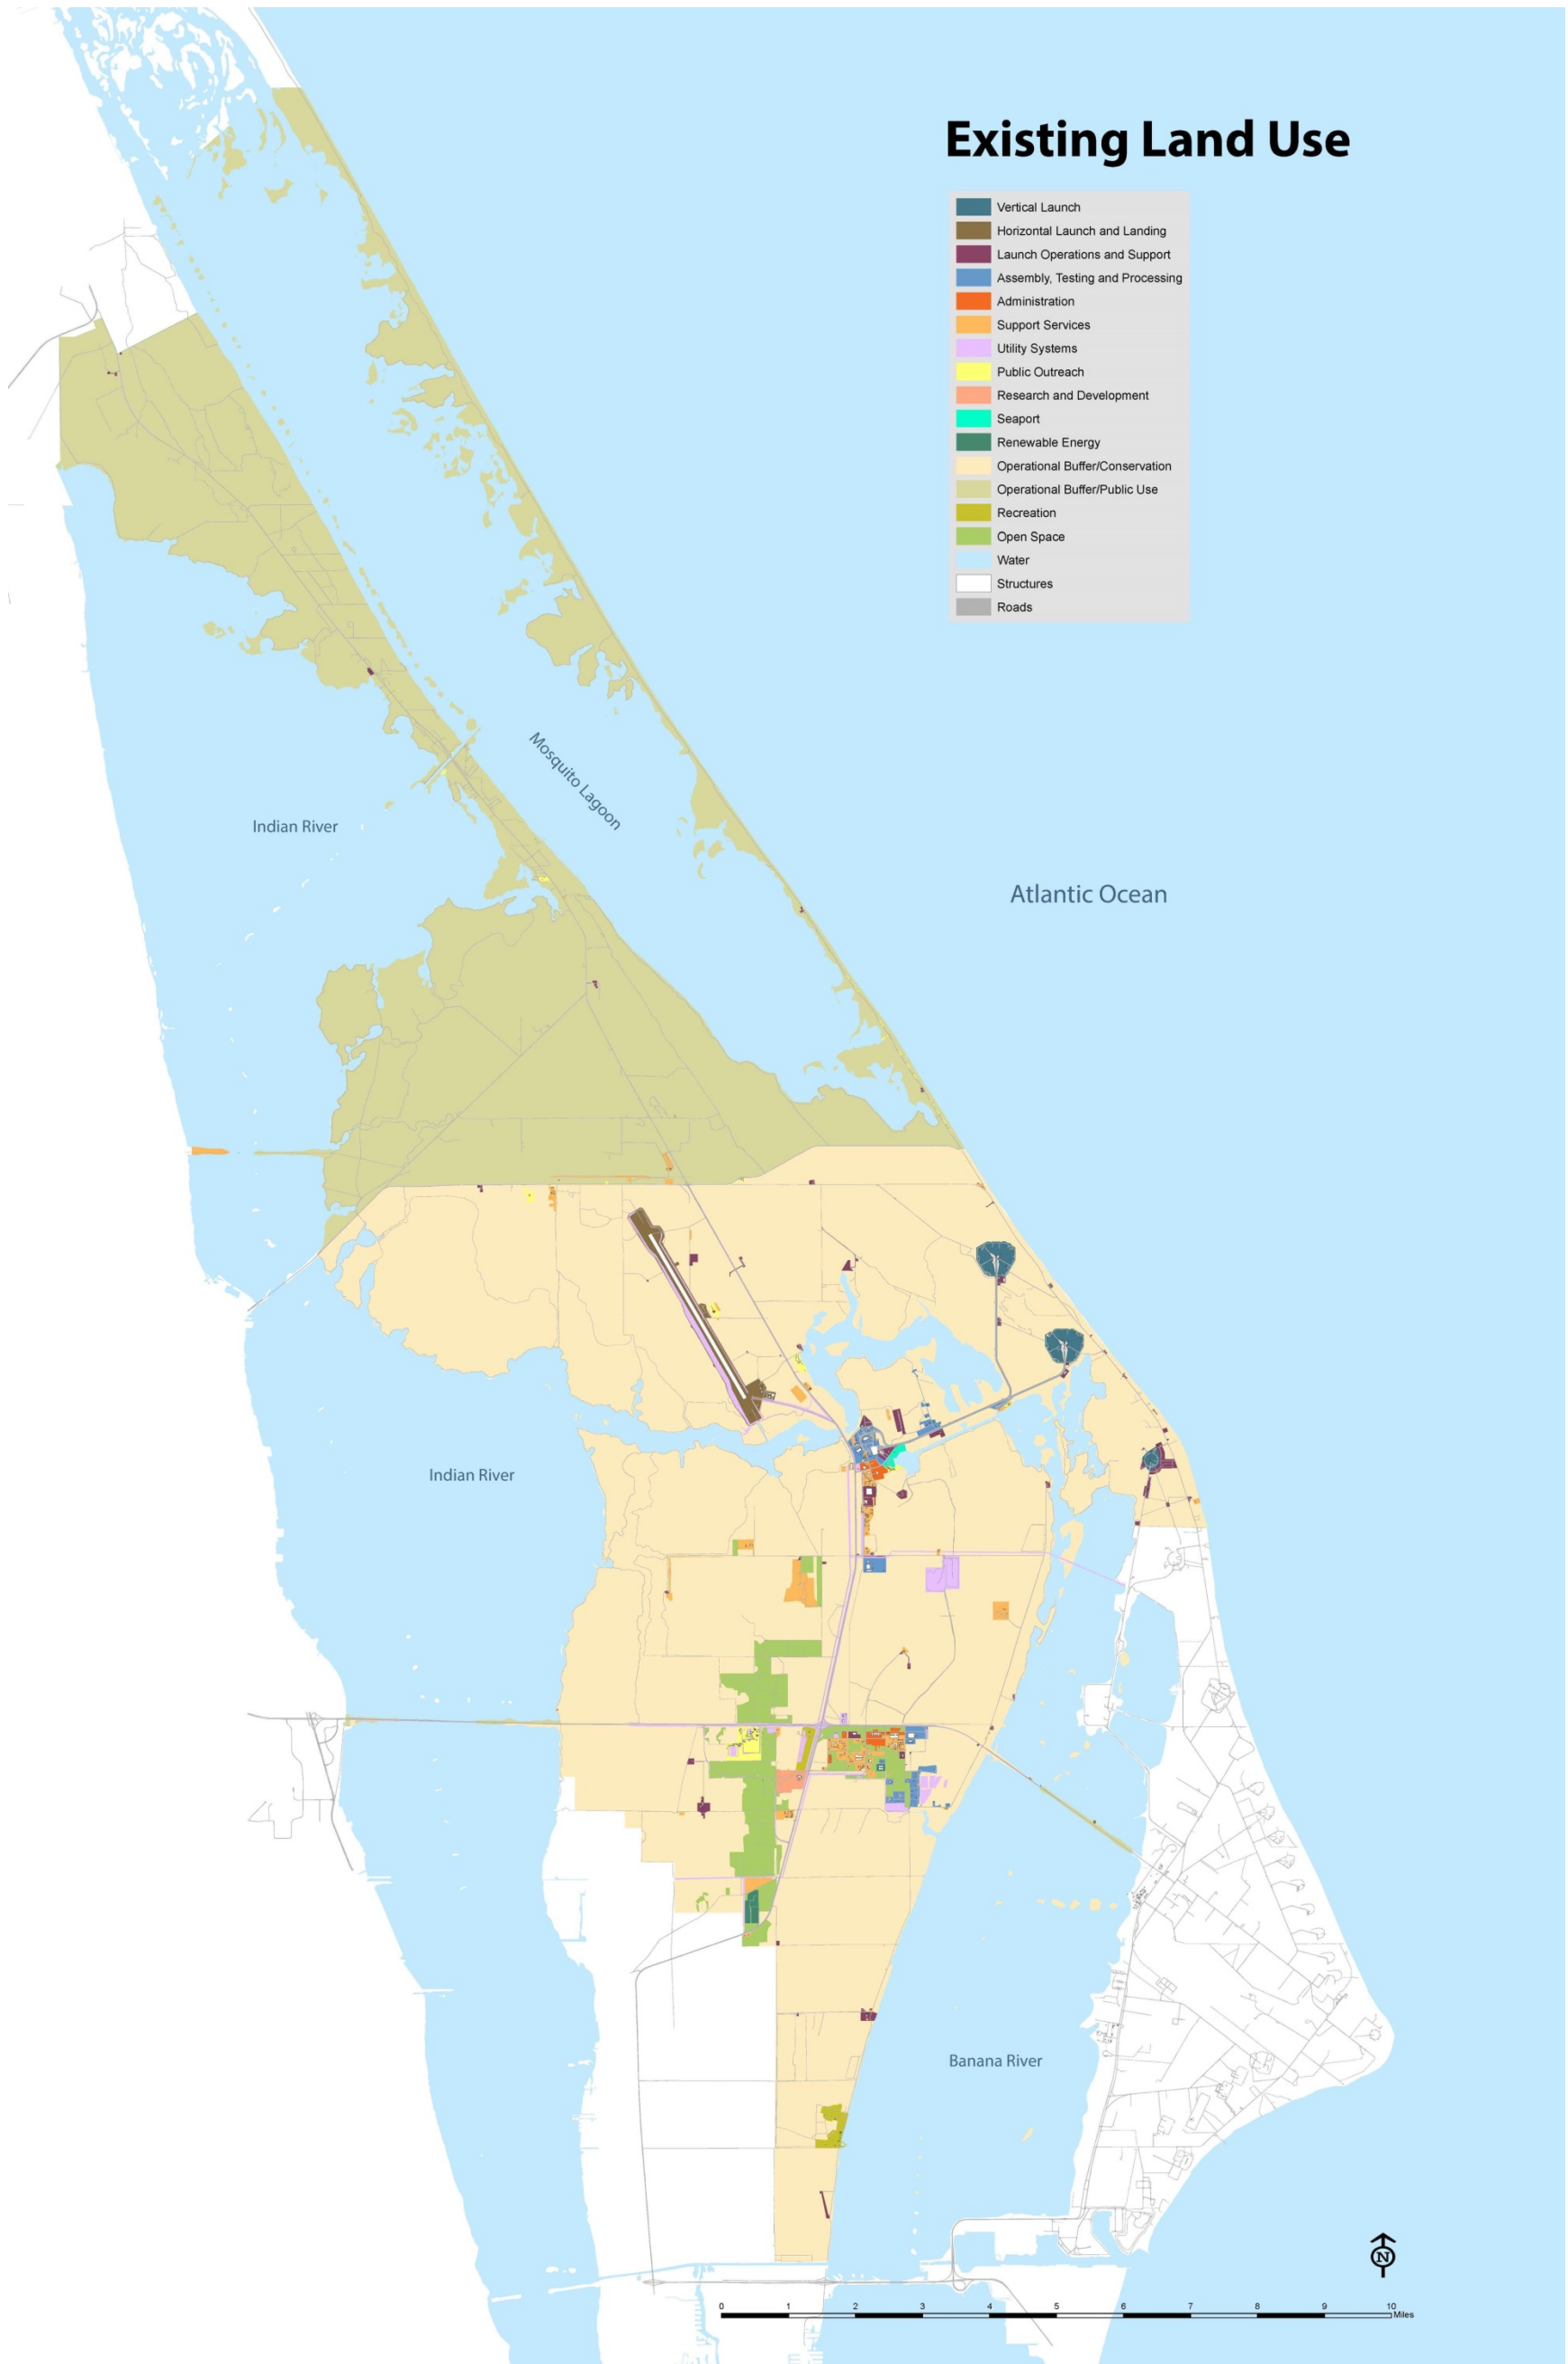 Existing Land Use
Vertical Launch
Horizontal Launch and Landing
Launch Operations and Support
Assembly, Testing and Processing
Administration
Support Services
Utility Systems
Public Outreach
Research and Development
Seaport
Renewable Energy
Operational Buffer/Conservation
Operational Buffer/Public Use
Recreation
Open Space
Water
Structures
Roads
Mosquito Lagoon
Indian River
Atlantic Ocean
Indian River
Banana River
N
0 1 2 3 4 5 6 7 8 9 10
Miles